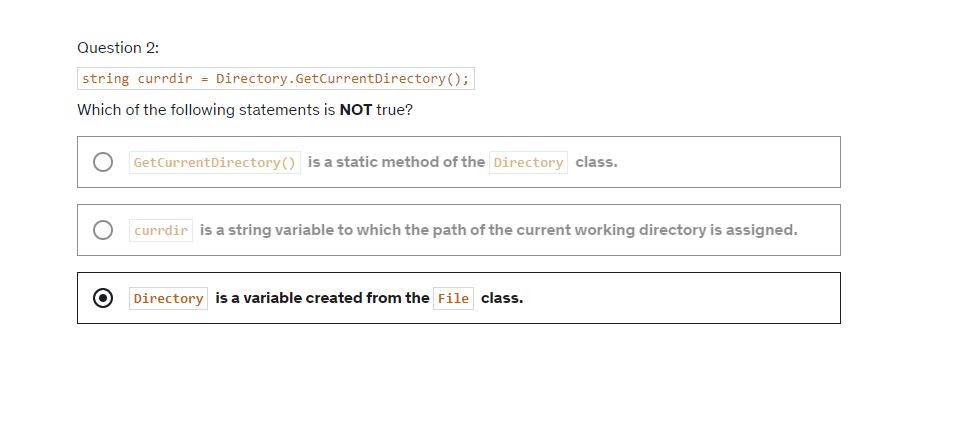 Question 2:
string currdir = Directory.GetCurrentDirectory();
Which of the following statements is NOT true?
GetCurrentDirectory() is a static method of the Directory class.
currdir is a string variable to which the path of the current working directory is assigned.
Directory is a variable created from the File class.